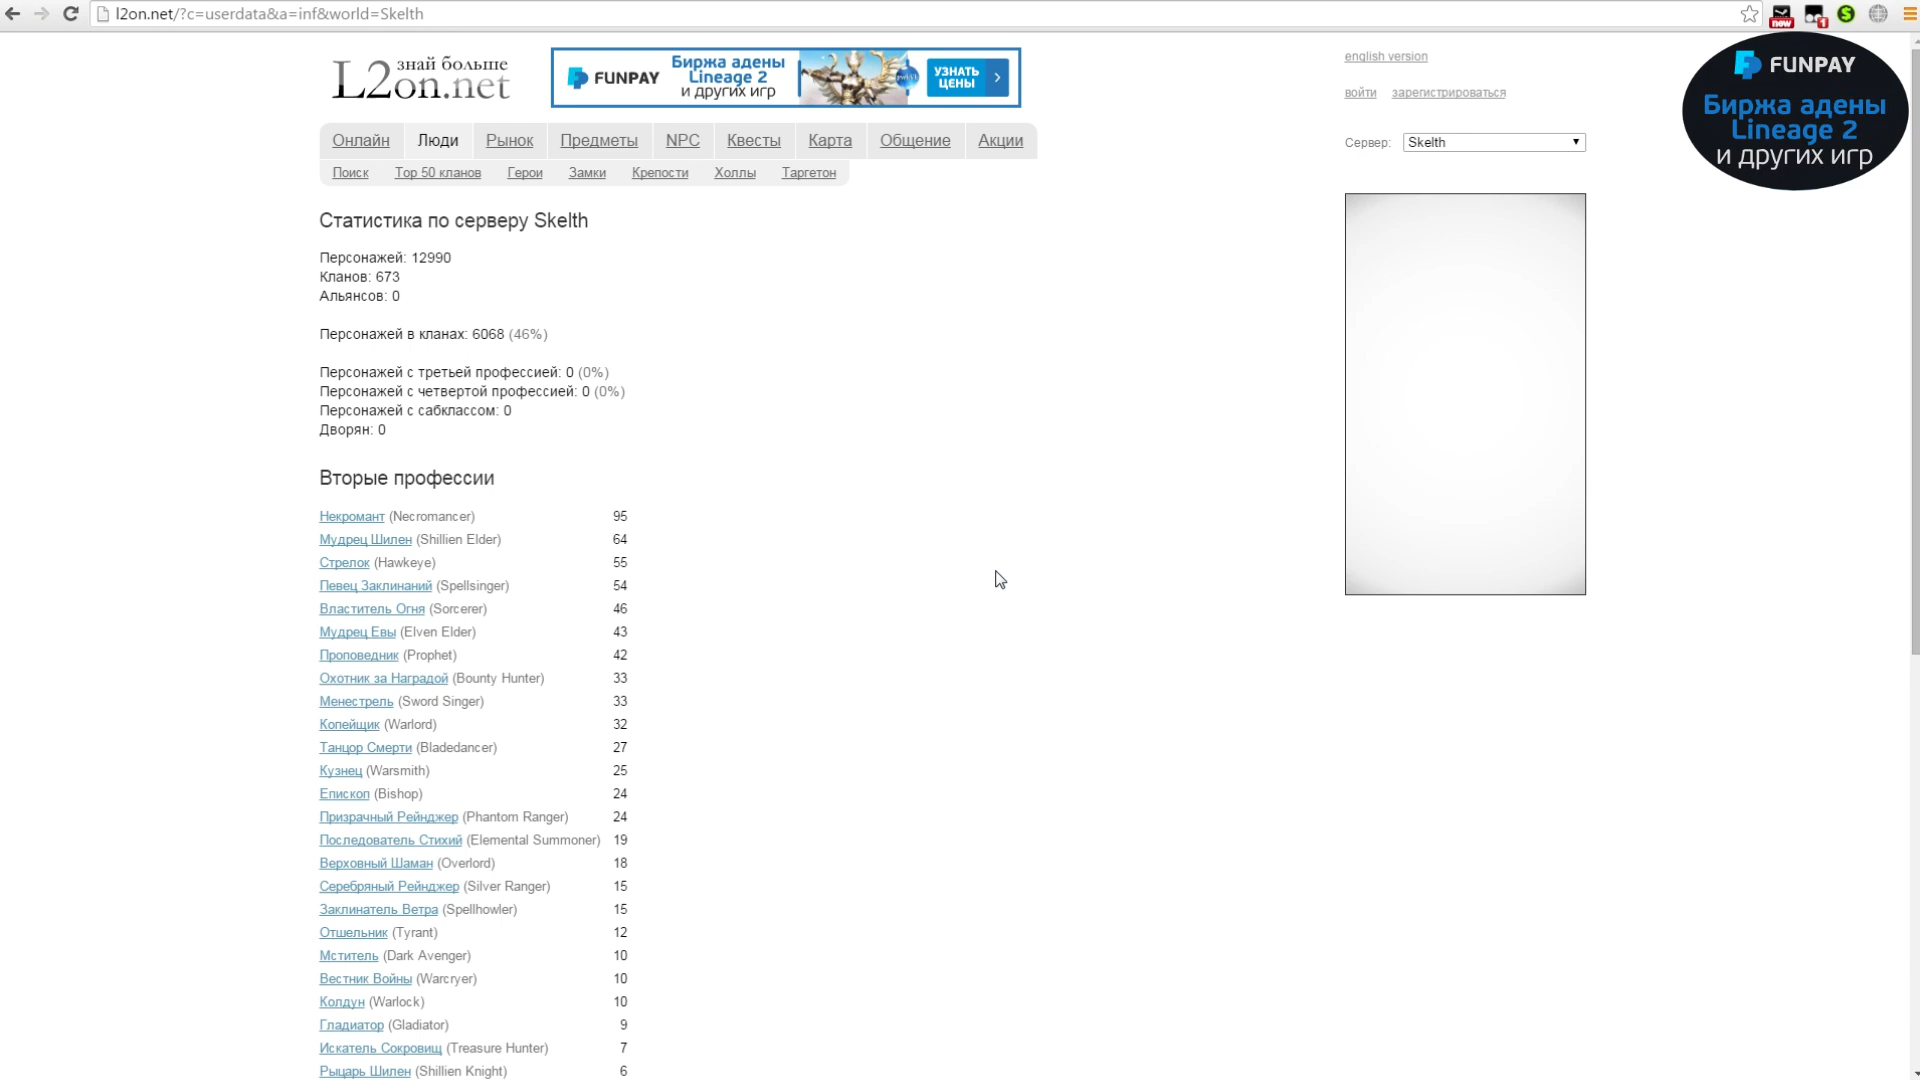 l2on.net/?c=userdata&a=inf&world=Skelth
new
1
знай больше
L2on.net
FUNPAY
Биржа адены
Lineage 2
и других игр
УЗНАТЬ
ЦЕНЫ
english version
войти зарегистрироваться
FUNPAY
Биржа адены
Lineage 2
и других игр
Онлайн Люди Рынок Предметы NPC Квесты Карта Общение Акции
Сервер: Skelth
Поиск Top 50 кланов Герои Замки Крепости Холлы Таргетон
Статистика по серверу Skelth
Персонажей: 12990
Кланов: 673
Альянсов: 0
Персонажей в кланах: 6068 (46%)
Персонажей с третьей профессией: 0 (0%)
Персонажей с четвертой профессией: 0 (0%)
Персонажей с сабклассом: 0
Дворян: 0
Вторые профессии
Некромант (Necromancer) 95
Мудрец Шилен (Shillien Elder) 64
Стрелок (Hawkeye) 55
Певец Заклинаний (Spellsinger) 54
Властитель Огня (Sorcerer) 46
Мудрец Евы (Elven Elder) 43
Проповедник (Prophet) 42
Охотник за Наградой (Bounty Hunter) 33
Менестрель (Sword Singer) 33
Копейщик (Warlord) 32
Танцор Смерти (Bladedancer) 27
Кузнец (Warsmith) 25
Епископ (Bishop) 24
Призрачный Рейнджер (Phantom Ranger) 24
Последователь Стихий (Elemental Summoner) 19
Верховный Шаман (Overlord) 18
Серебряный Рейнджер (Silver Ranger) 15
Заклинатель Ветра (Spellhowler) 15
Отшельник (Tyrant) 12
Мститель (Dark Avenger) 10
Вестник Войны (Warcryer) 10
Колдун (Warlock) 10
Гладиатор (Gladiator) 9
Искатель Сокровищ (Treasure Hunter) 7
Рыцарь Шилен (Shillien Knight) 6